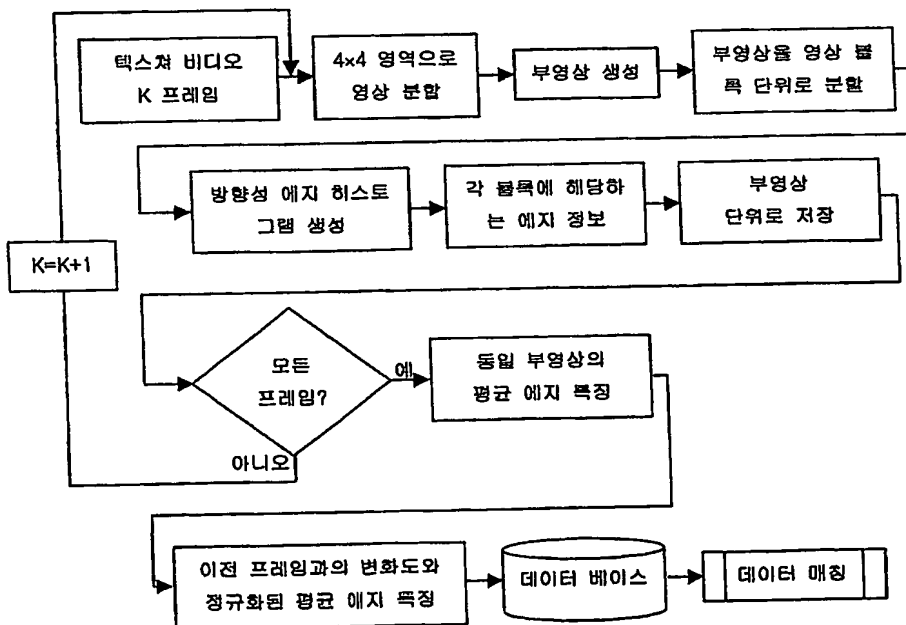 텍스쳐 비디오
K 프레임
4×4 영역으로
영상 분할
부영상 생성
부영상을 영상 블
록 단위로 분할
방향성 에지 히스토
그램 생성
각 블록에 해당하
는 에지 정보
부영상
단위로 저장
K=K+1
모든
프레임?
예
아니오
동일 부영상의
평균 에지 특징
이전 프레임과의 변화도와
정규화된 평균 에지 특징
데이터 베이스
데이터 매칭